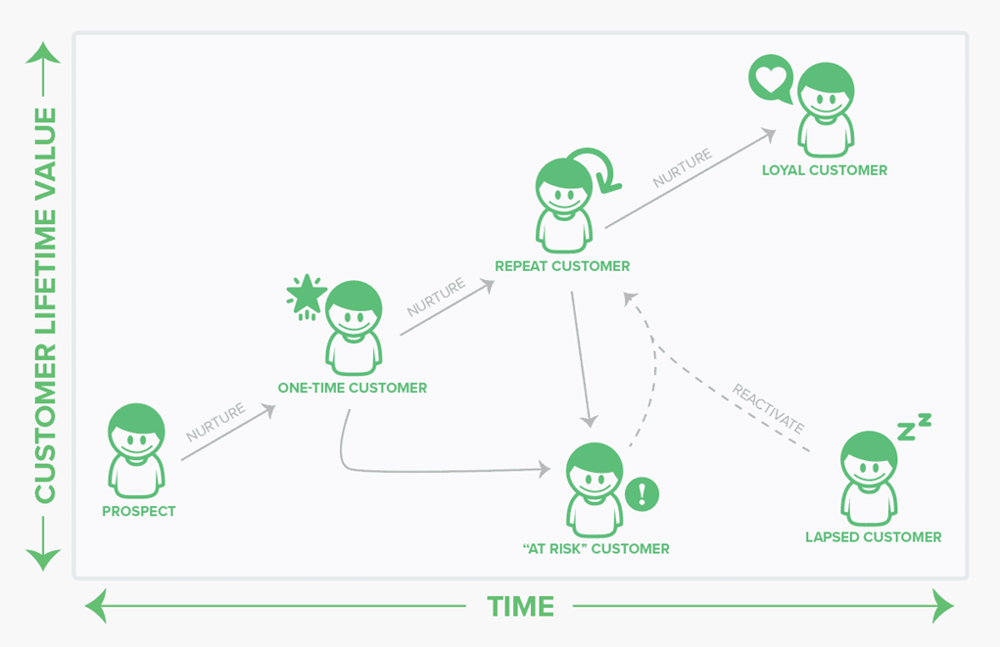 CUSTOMER LIFETIME VALUE
LOYAL CUSTOMER
NURTURE
REPEAT CUSTOMER
NURTURE
ONE-TIME CUSTOMER
NURTURE
PROSPECT
REACTIVATE
z z
!
“AT RISK” CUSTOMER
LAPSED CUSTOMER
TIME